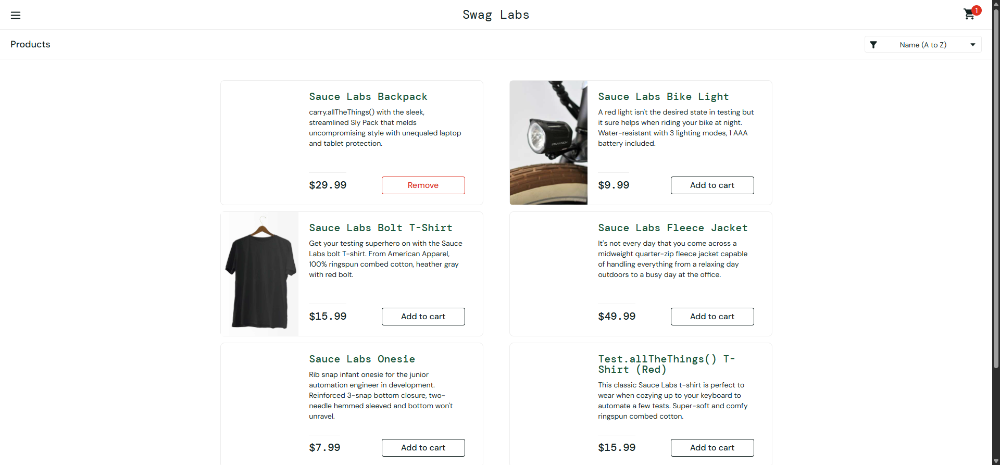 Swag Labs
1
Products
Name (A to Z)
Sauce Labs Backpack
carry.allTheThings() with the sleek,
streamlined Sly Pack that melds
uncompromising style with unequaled laptop
and tablet protection.
$29.99
Remove
Sauce Labs Bike Light
A red light isn't the desired state in testing but
it sure helps when riding your bike at night.
Water-resistant with 3 lighting modes, 1 AAA
battery included.
$9.99
Add to cart
STAR UNION
Sauce Labs Bolt T-Shirt
Get your testing superhero on with the Sauce
Labs bolt T-shirt. From American Apparel,
100% ringspun combed cotton, heather gray
with red bolt.
$15.99
Add to cart
Sauce Labs Fleece Jacket
It's not every day that you come across a
midweight quarter-zip fleece jacket capable
of handling everything from a relaxing day
outdoors to a busy day at the office.
$49.99
Add to cart
Sauce Labs Onesie
Rib snap infant onesie for the junior
automation engineer in development.
Reinforced 3-snap bottom closure, two-
needle hemmed sleeved and bottom won't
unravel.
$7.99
Add to cart
Test.allTheThings() T-
Shirt (Red)
This classic Sauce Labs t-shirt is perfect to
wear when cozying up to your keyboard to
automate a few tests. Super-soft and comfy
ringspun combed cotton.
$15.99
Add to cart